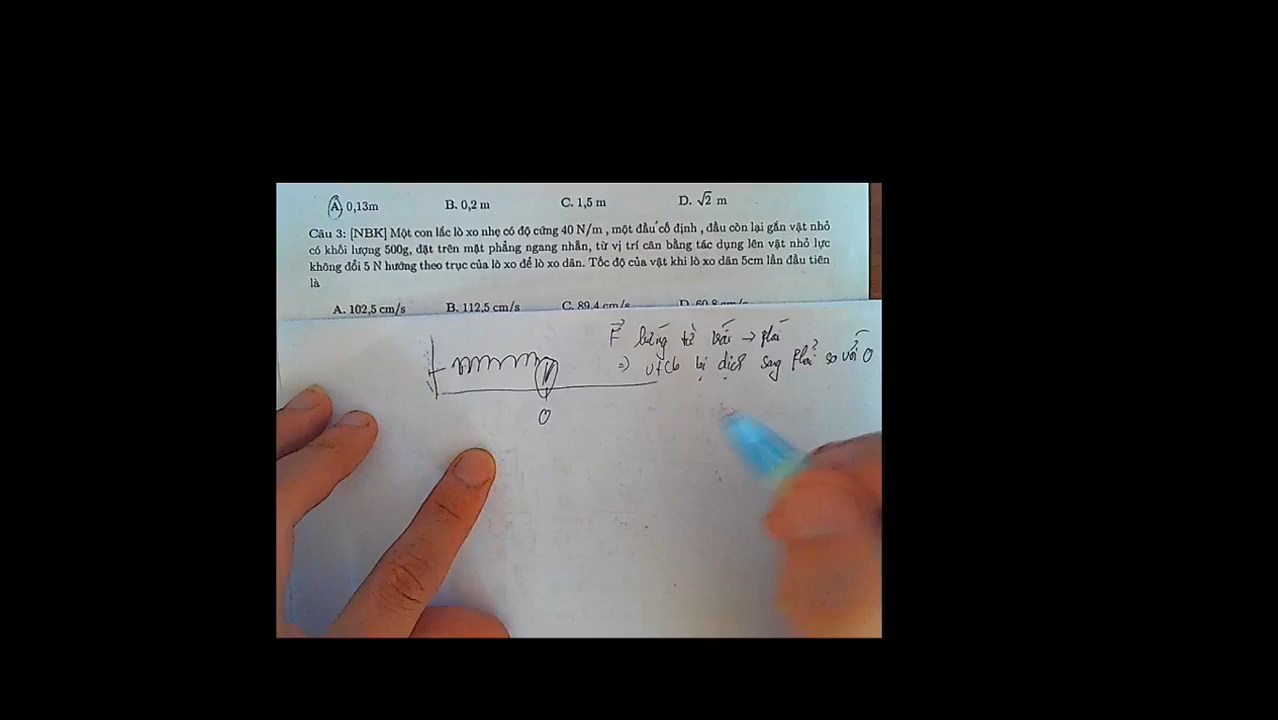 A 0,13m B. 0,2 m C. 1,5 m D. √2 m
Câu 3: [NBK] Một con lắc lò xo nhẹ có độ cứng 40 N/m , một đầu cố định , đầu còn lại gắn vật nhỏ
có khối lượng 500g, đặt trên mặt phẳng ngang nhẵn, từ vị trí cân bằng tác dụng lên vật nhỏ lực
không đổi 5 N hướng theo trục của lò xo để lò xo dãn. Tốc độ của vật khi lò xo dãn 5cm lần đầu tiên
là
A. 102,5 cm/s B. 112,5 cm/s C. 89,4 cm/s D. 60,8 cm/s
F⃗ hướng từ trái → phải
=> vtcb bị dịch sang phải so với O
O